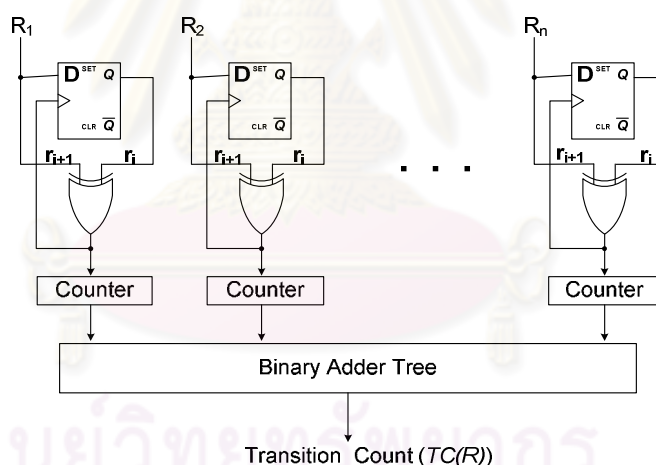 R1 R2 Rn
D SET Q D SET Q D SET Q
CLR Q CLR Q CLR Q
ri+1 ri ri+1 ri ri+1 ri
. . .
Counter Counter Counter
Binary Adder Tree
Transition Count (TC(R))